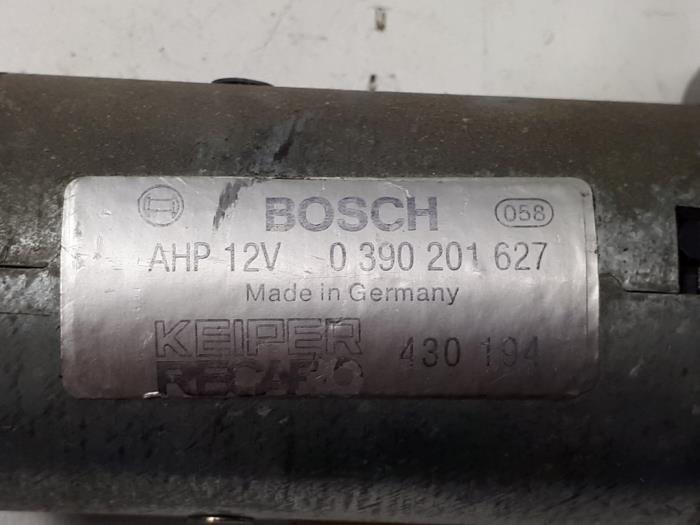 BOSCH 058
AHP 12V 0 390 201 627
Made in Germany
KEIPER
RECARO 430 194